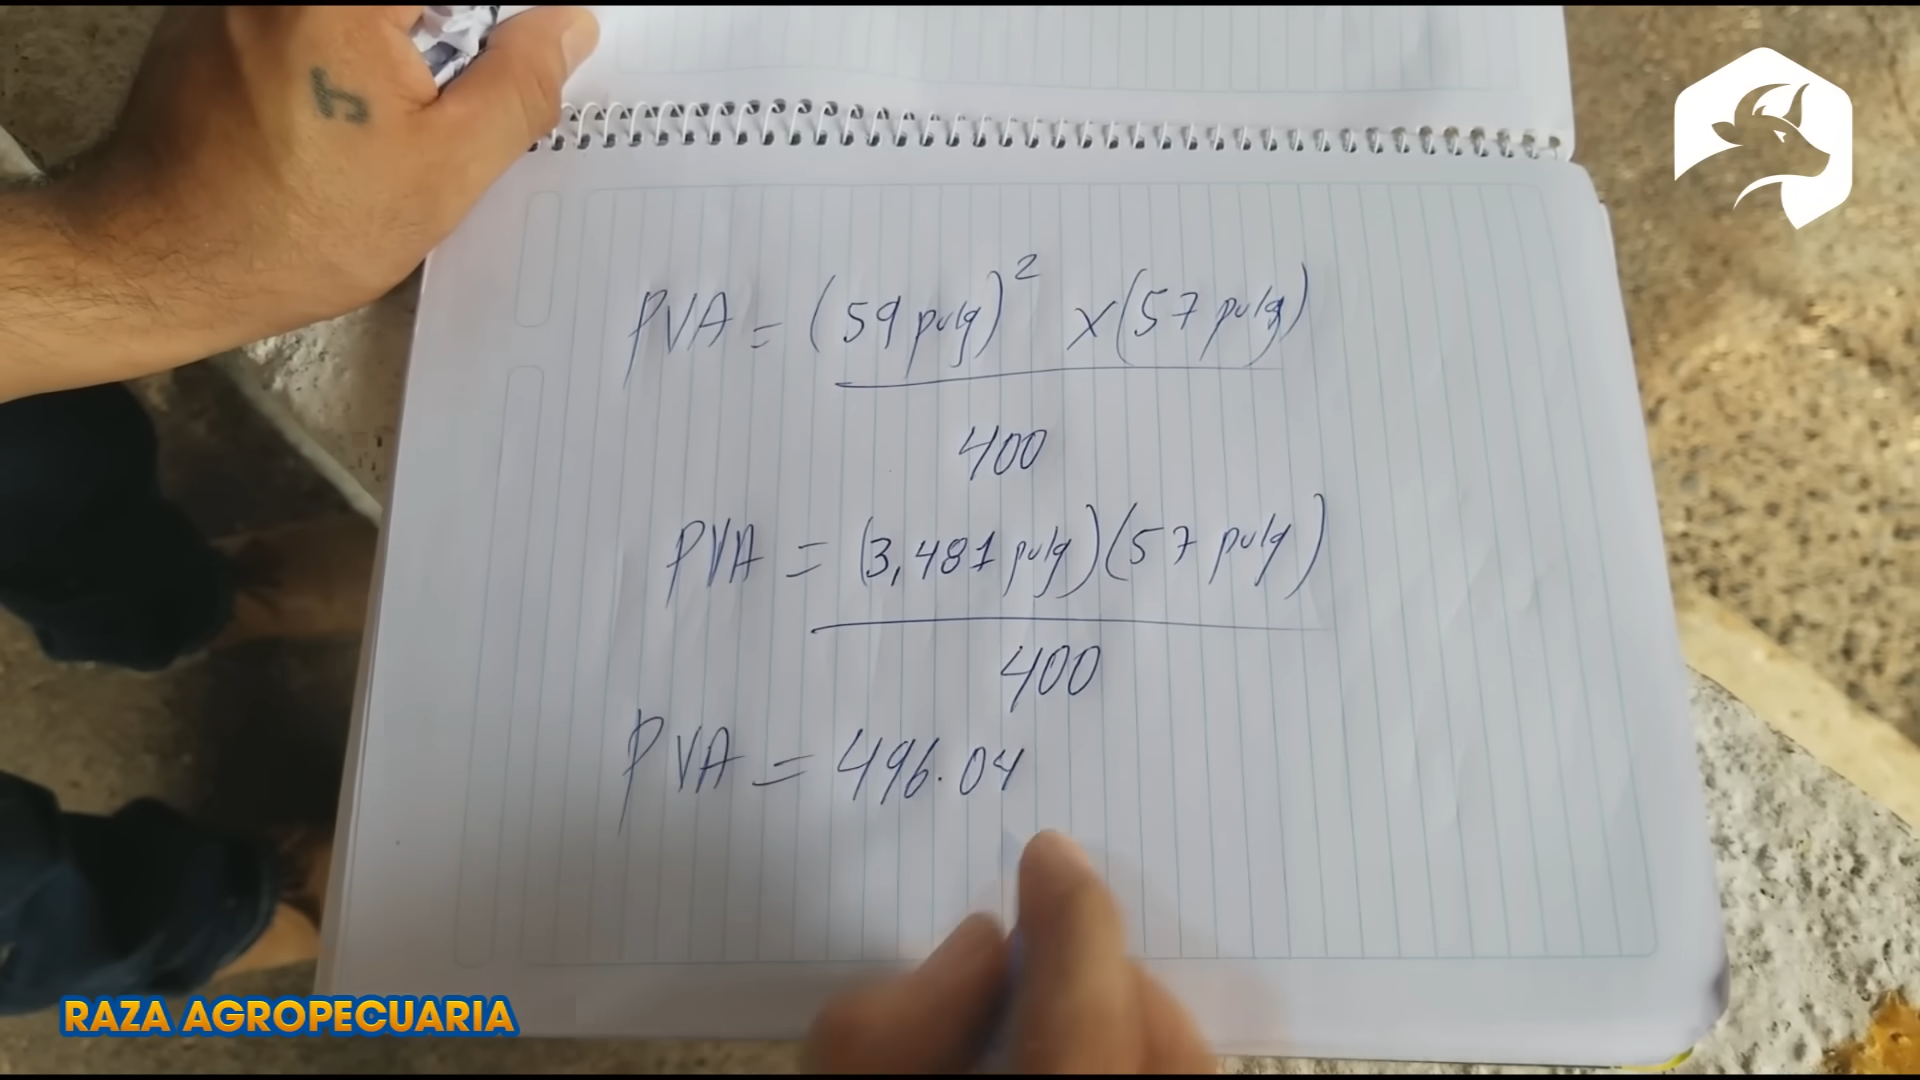 PVA = (59 pulg)² x (57 pulg)
400
PVA = (3,481 pulg)(57 pulg)
400
PVA = 496.04
RAZA AGROPECUARIA